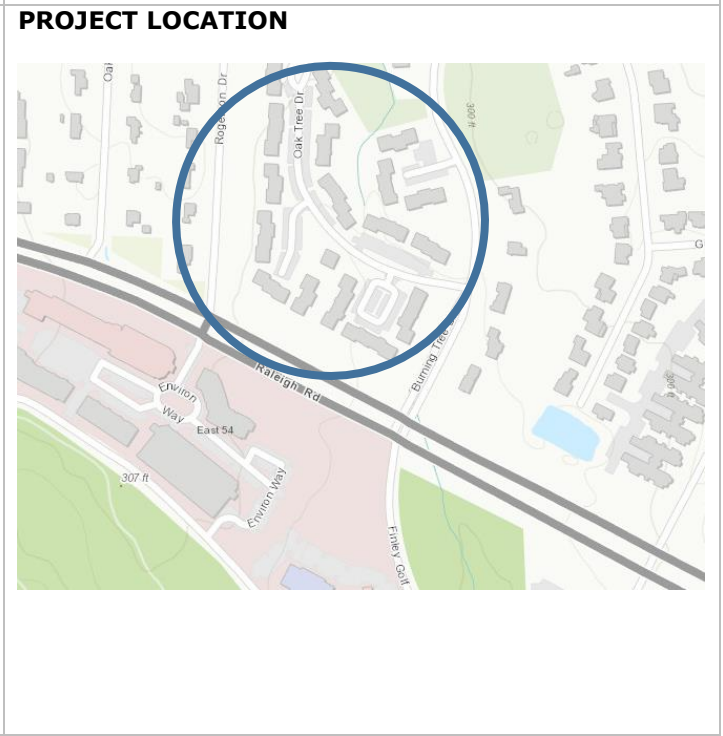 PROJECT LOCATION
Oak
Rogerson Dr
Oak Tree Dr
300 ft
G
Raleigh Rd
Burning Tree D
Environ
Way
East 54
307 ft
Environ Way
Finley Golf
300 ft